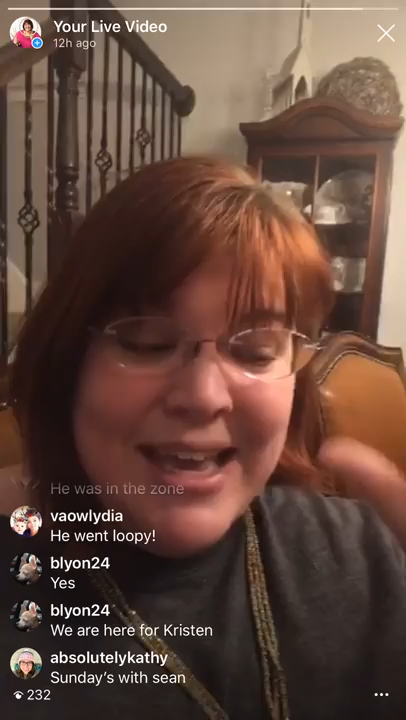 Your Live Video
12h ago
He was in the zone
vaowlydia
He went loopy!
blyon24
Yes
blyon24
We are here for Kristen
absolutelykathy
Sunday's with sean
232